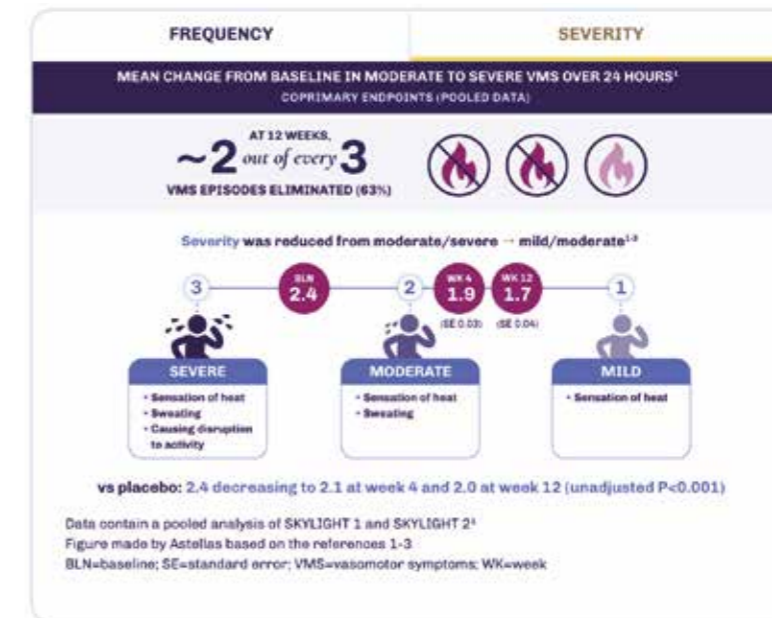 FREQUENCY
SEVERITY
MEAN CHANGE FROM BASELINE IN MODERATE TO SEVERE VMS OVER 24 HOURS¹
COPRIMARY ENDPOINTS (POOLED DATA)
AT 12 WEEKS,
~2 out of every 3
VMS EPISODES ELIMINATED (63%)
Severity was reduced from moderate/severe → mild/moderate¹⁻³
3
BLN
2.4
2
WK 4
1.9
WK 12
1.7
1
(SE 0.03)
(SE 0.04)
SEVERE
• Sensation of heat
• Sweating
• Causing disruption
to activity
MODERATE
• Sensation of heat
• Sweating
MILD
• Sensation of heat
vs placebo: 2.4 decreasing to 2.1 at week 4 and 2.0 at week 12 (unadjusted P<0.001)
Data contain a pooled analysis of SKYLIGHT 1 and SKYLIGHT 2³
Figure made by Astellas based on the references 1-3
BLN=baseline; SE=standard error; VMS=vasomotor symptoms; WK=week